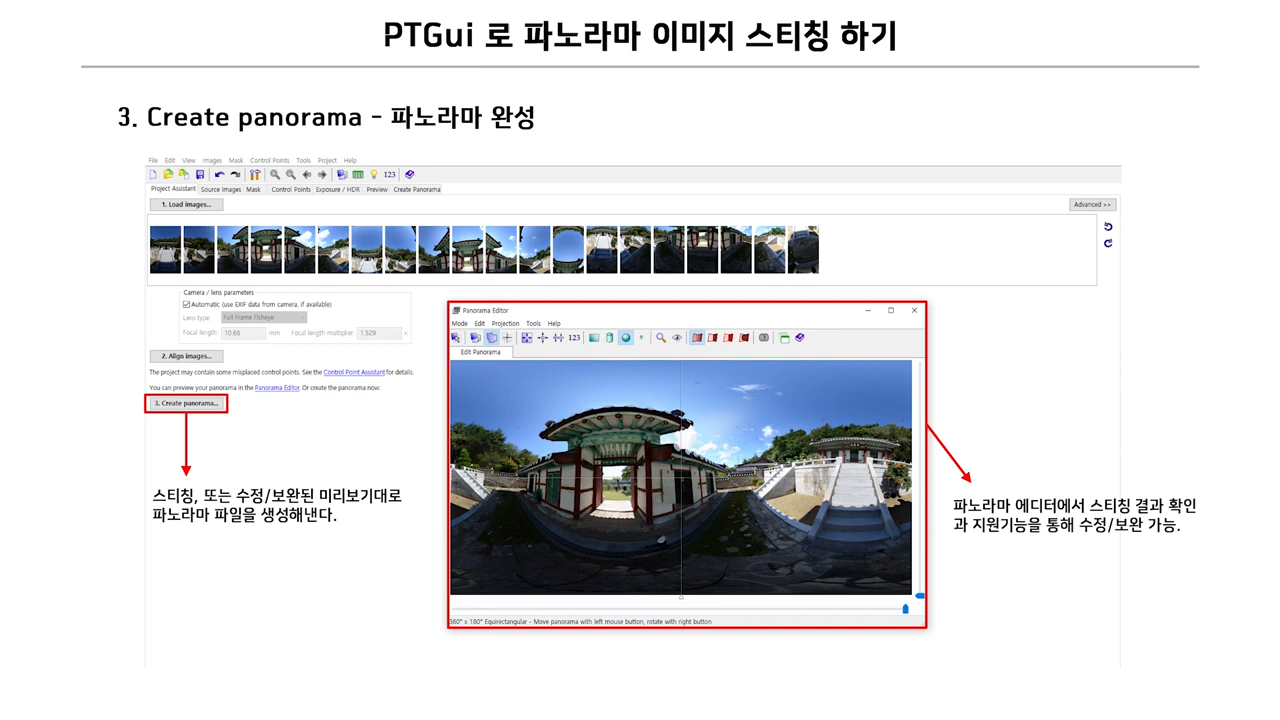 PTGui 로 파노라마 이미지 스티칭 하기
3. Create panorama - 파노라마 완성
File Edit View Images Mask Control Points Tools Project Help
123
Project Assistant Source Images Mask Control Points Exposure / HDR Preview Create Panorama
1. Load images...
Advanced >>
Camera / lens parameters
Automatic (use EXIF data from camera, if available)
Lens type: Full Frame Fisheye
Focal length: 10.68 mm Focal length multiplier: 1.529 x
2. Align images...
The project may contain some misplaced control points. See the Control Point Assistant for details.
You can preview your panorama in the Panorama Editor. Or create the panorama now:
3. Create panorama...
스티칭, 또는 수정/보완된 미리보기대로
파노라마 파일을 생성해낸다.
Panorama Editor
Mode Edit Projection Tools Help
123
Edit Panorama
360° x 180° Equirectangular - Move panorama with left mouse button, rotate with right button
파노라마 에디터에서 스티칭 결과 확인
과 지원기능을 통해 수정/보완 가능.